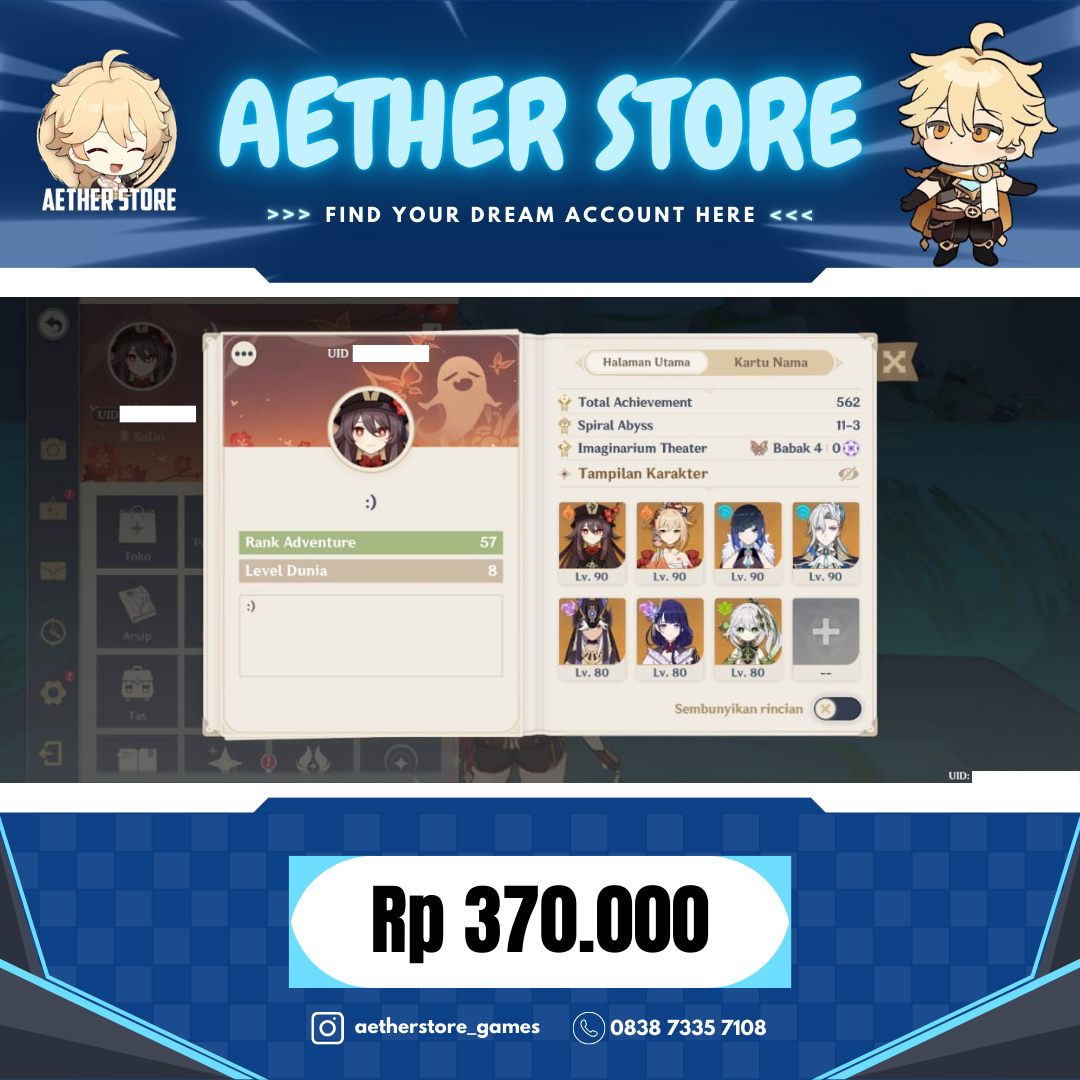 AETHER STORE
AETHER STORE
>>> FIND YOUR DREAM ACCOUNT HERE <<<
UID
UID
Salin
Toko
Arsip
Tas
:)
Rank Adventure 57
Level Dunia 8
:)
Halaman Utama Kartu Nama
Total Achievement 562
Spiral Abyss 11-3
Imaginarium Theater Babak 4 | 0
Tampilan Karakter
Lv. 90 Lv. 90 Lv. 90 Lv. 90
Lv. 80 Lv. 80 Lv. 80 --
Sembunyikan rincian
UID:
Rp 370.000
aetherstore_games 0838 7335 7108